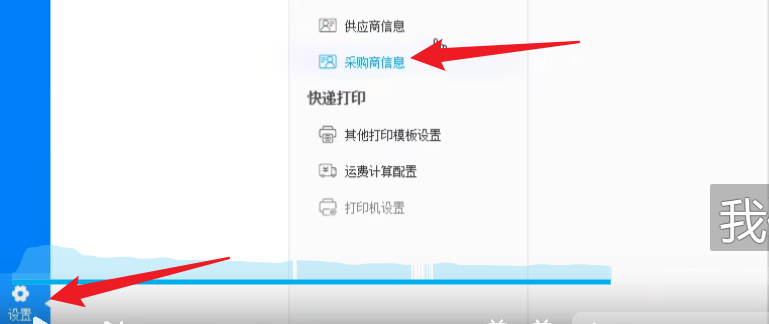 供应商信息
采购商信息
快递打印
其他打印模板设置
运费计算配置
打印机设置
我
设置